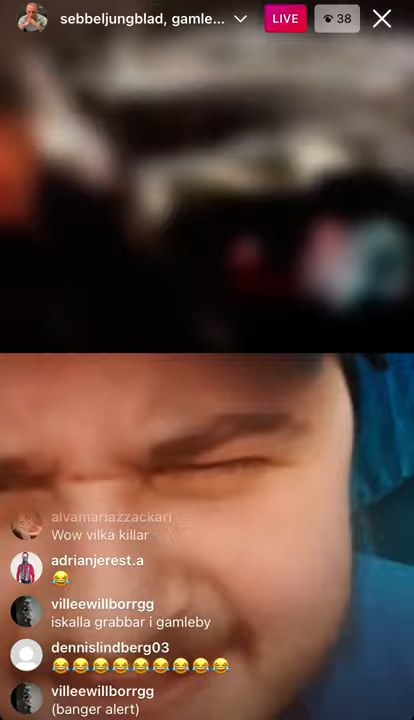 sebbeljungblad, gamle...
LIVE
38
alvamariazzackari
Wow vilka killar
adrianjerest.a
😂
villeewillborrgg
iskalla grabbar i gamleby
dennislindberg03
😂😂😂😂😂😂😂😂😂
villeewillborrgg
(banger alert)